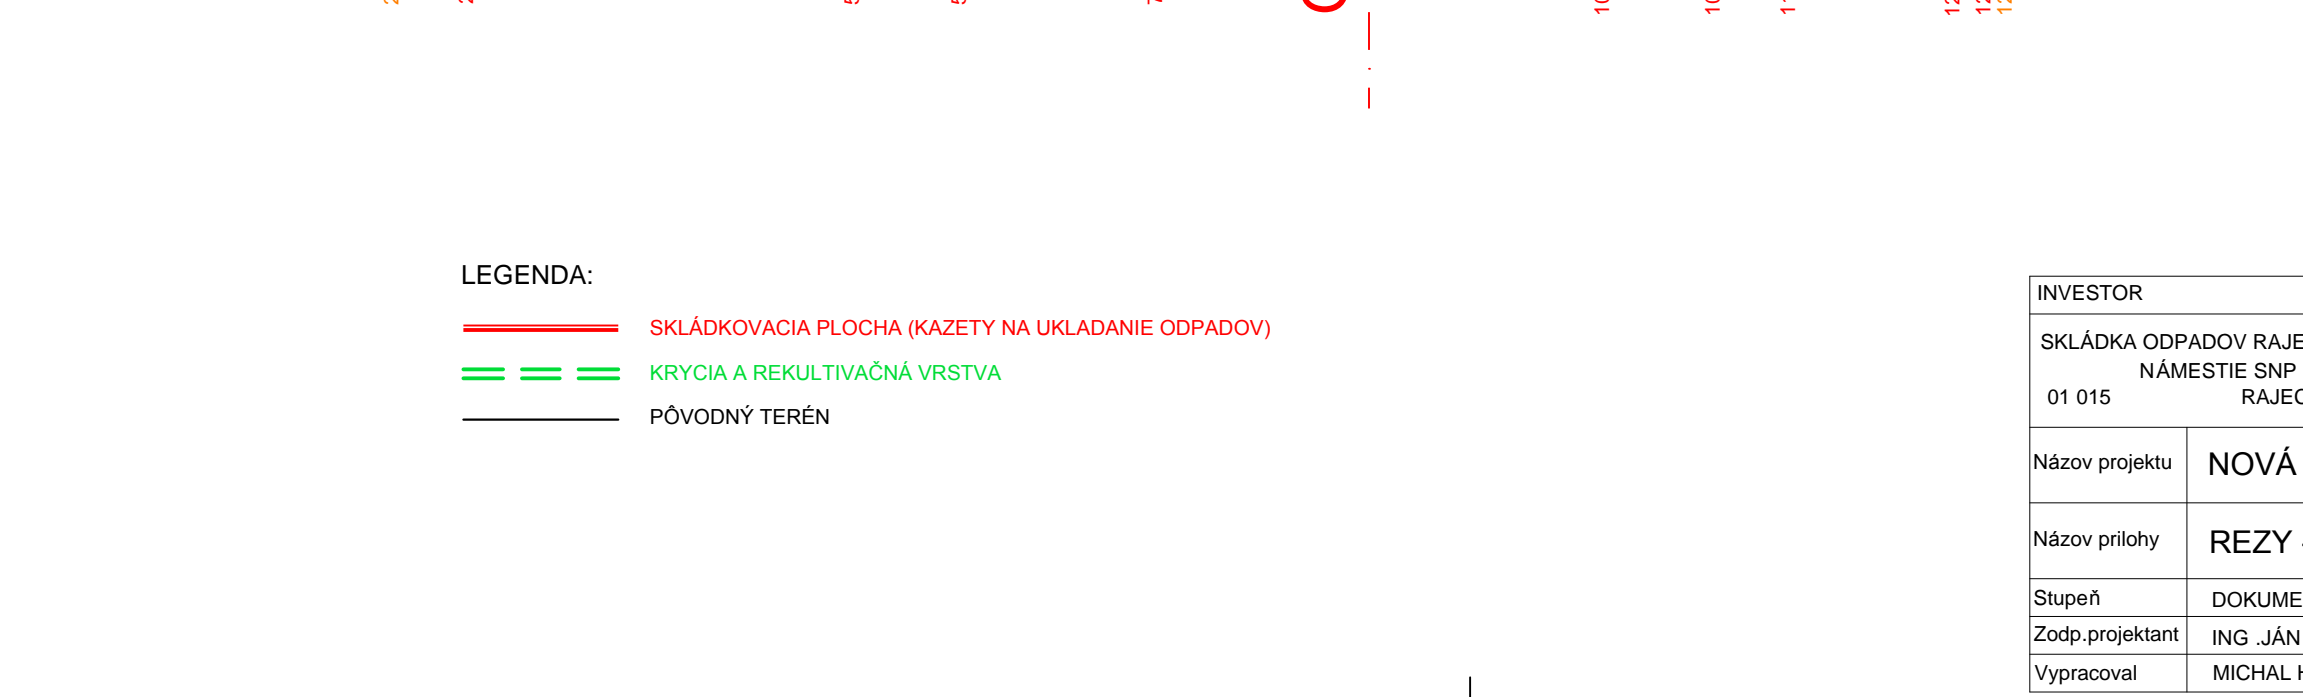 LEGENDA:
SKLÁDKOVACIA PLOCHA (KAZETY NA UKLADANIE ODPADOV)
KRYCIA A REKULTIVAČNÁ VRSTVA
PÔVODNÝ TERÉN
INVESTOR
SKLÁDKA ODPADOV
NÁMESTIE SNP
01 015
Názov projektu NOVÁ
Názov prilohy REZY
Stupeň
Zodp.projektant ING .JÁN
Vypracoval MICHAL